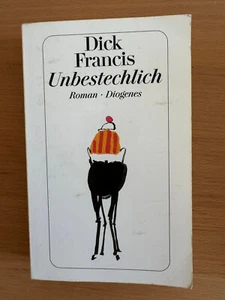 Dick
Francis
Unbestechlich
Roman · Diogenes